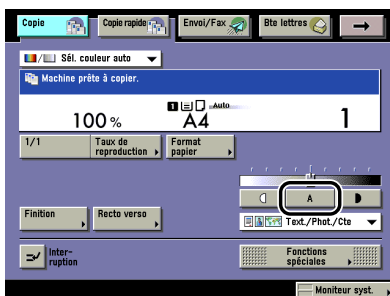 Copie
Copie rapide
Envoi/Fax
Bte lettres
Sél. couleur auto
Machine prête à copier.
100 %
1 Auto
A4
1
1/1
Taux de
reproduction
Format
papier
A
Finition
Recto verso
Text./Phot./Cte
Inter-
ruption
Fonctions
spéciales
Moniteur syst.